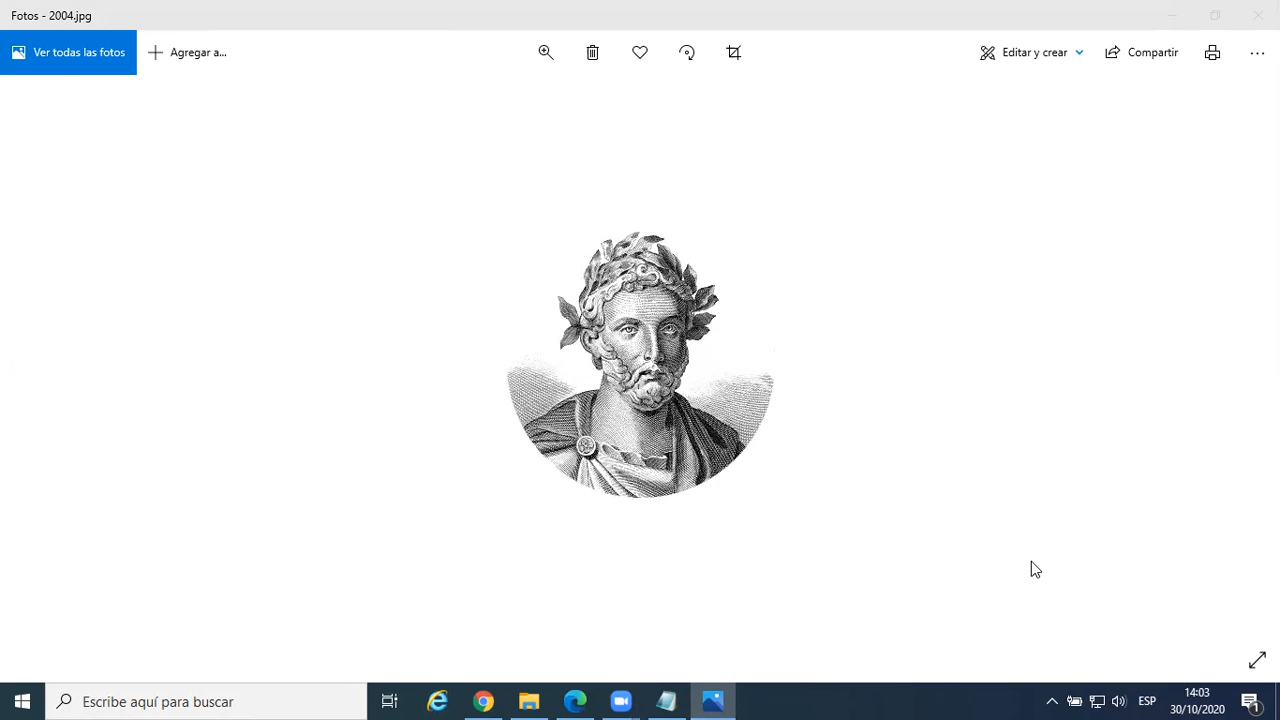 Fotos - 2004.jpg
Ver todas las fotos
Agregar a...
Editar y crear
Compartir
Escribe aquí para buscar
ESP
14:03
30/10/2020
1